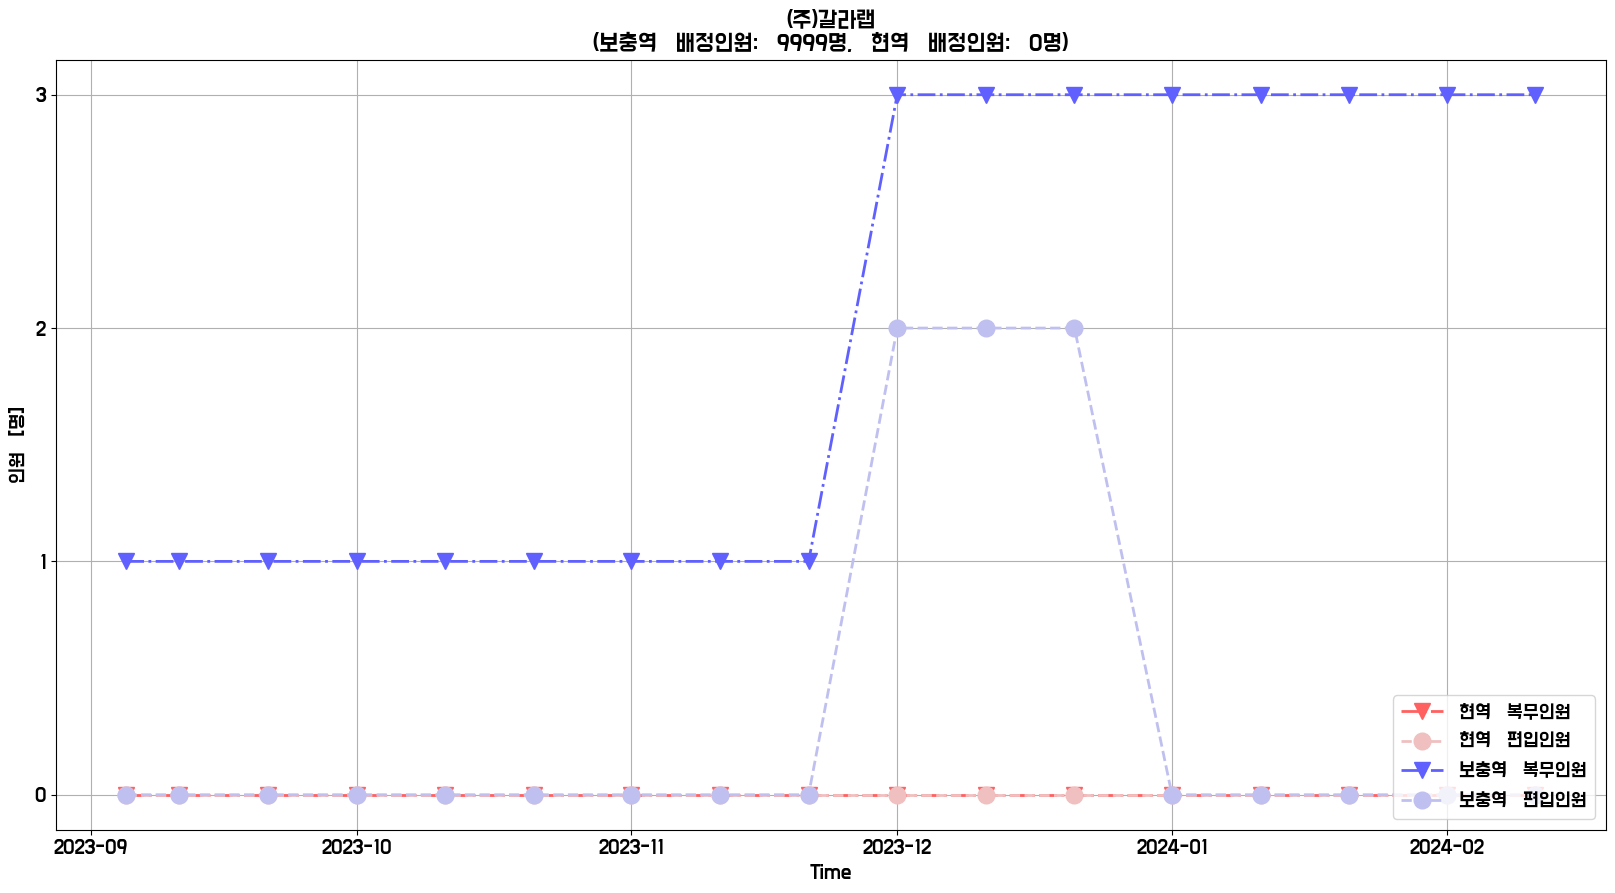 (주)갈라랩
(보충역 배정인원: 9999명, 현역 배정인원: 0명)
3
2
1
0
인원 [명]
2023-09
2023-10
2023-11
2023-12
2024-01
2024-02
Time
현역 복무인원
현역 편입인원
보충역 복무인원
보충역 편입인원